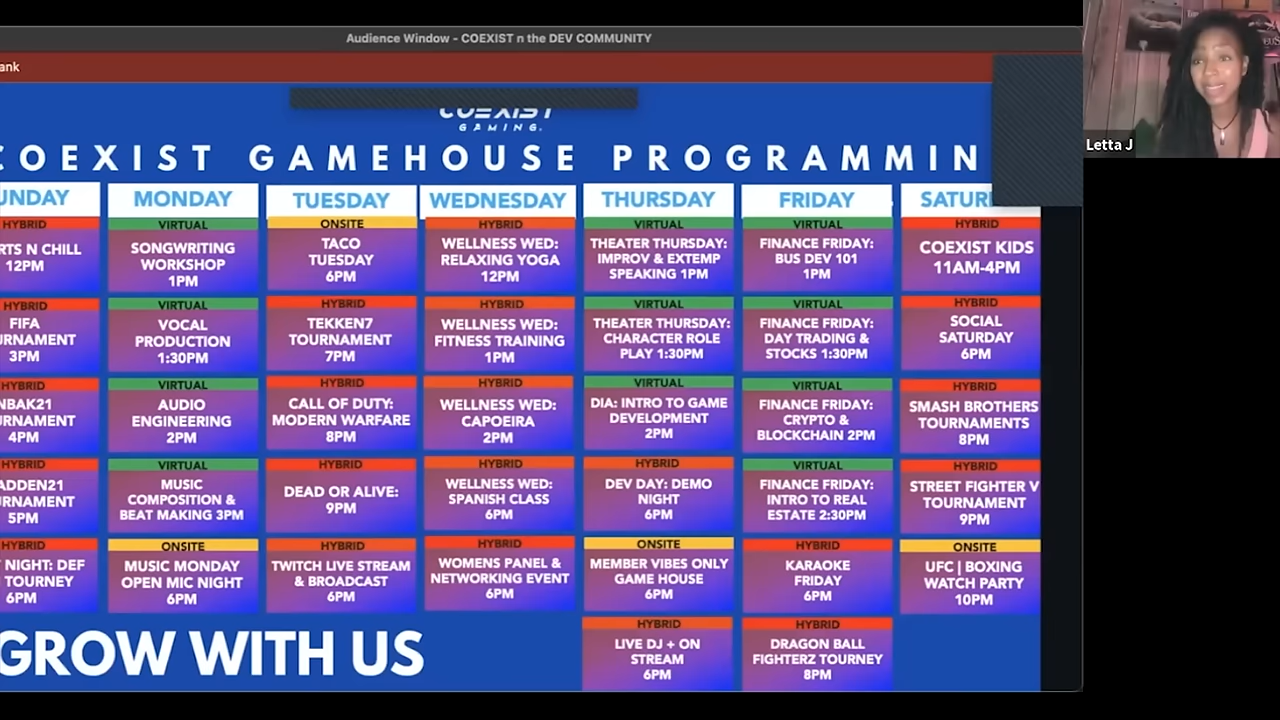 Audience Window - COEXIST n the DEV COMMUNITY
ank
Letta J
COEXIST
GAMING.
COEXIST GAMEHOUSE PROGRAMMIN
UNDAY
HYBRID
RTS N CHILL
12PM
HYBRID
FIFA
URNAMENT
3PM
HYBRID
NBAK21
URNAMENT
4PM
HYBRID
ADDEN21
URNAMENT
5PM
HYBRID
NIGHT: DEF
TOURNEY
6PM
MONDAY
VIRTUAL
SONGWRITING
WORKSHOP
1PM
VIRTUAL
VOCAL
PRODUCTION
1:30PM
VIRTUAL
AUDIO
ENGINEERING
2PM
VIRTUAL
MUSIC
COMPOSITION &
BEAT MAKING 3PM
ONSITE
MUSIC MONDAY
OPEN MIC NIGHT
6PM
TUESDAY
ONSITE
TACO
TUESDAY
6PM
HYBRID
TEKKEN7
TOURNAMENT
7PM
HYBRID
CALL OF DUTY:
MODERN WARFARE
8PM
HYBRID
DEAD OR ALIVE:
9PM
HYBRID
TWITCH LIVE STREAM
& BROADCAST
6PM
WEDNESDAY
HYBRID
WELLNESS WED:
RELAXING YOGA
12PM
HYBRID
WELLNESS WED:
FITNESS TRAINING
1PM
HYBRID
WELLNESS WED:
CAPOEIRA
2PM
HYBRID
WELLNESS WED:
SPANISH CLASS
6PM
HYBRID
WOMENS PANEL &
NETWORKING EVENT
6PM
THURSDAY
VIRTUAL
THEATER THURSDAY:
IMPROV & EXTEMP
SPEAKING 1PM
VIRTUAL
THEATER THURSDAY:
CHARACTER ROLE
PLAY 1:30PM
VIRTUAL
DIA: INTRO TO GAME
DEVELOPMENT
2PM
HYBRID
DEV DAY: DEMO
NIGHT
6PM
ONSITE
MEMBER VIBES ONLY
GAME HOUSE
6PM
HYBRID
LIVE DJ + ON
STREAM
6PM
FRIDAY
VIRTUAL
FINANCE FRIDAY:
BUS DEV 101
1PM
VIRTUAL
FINANCE FRIDAY:
DAY TRADING &
STOCKS 1:30PM
VIRTUAL
FINANCE FRIDAY:
CRYPTO &
BLOCKCHAIN 2PM
VIRTUAL
FINANCE FRIDAY:
INTRO TO REAL
ESTATE 2:30PM
HYBRID
KARAOKE
FRIDAY
6PM
HYBRID
DRAGON BALL
FIGHTERZ TOURNEY
8PM
SATUR
HYBRID
COEXIST KIDS
11AM-4PM
HYBRID
SOCIAL
SATURDAY
6PM
HYBRID
SMASH BROTHERS
TOURNAMENTS
8PM
HYBRID
STREET FIGHTER V
TOURNAMENT
9PM
ONSITE
UFC | BOXING
WATCH PARTY
10PM
GROW WITH US